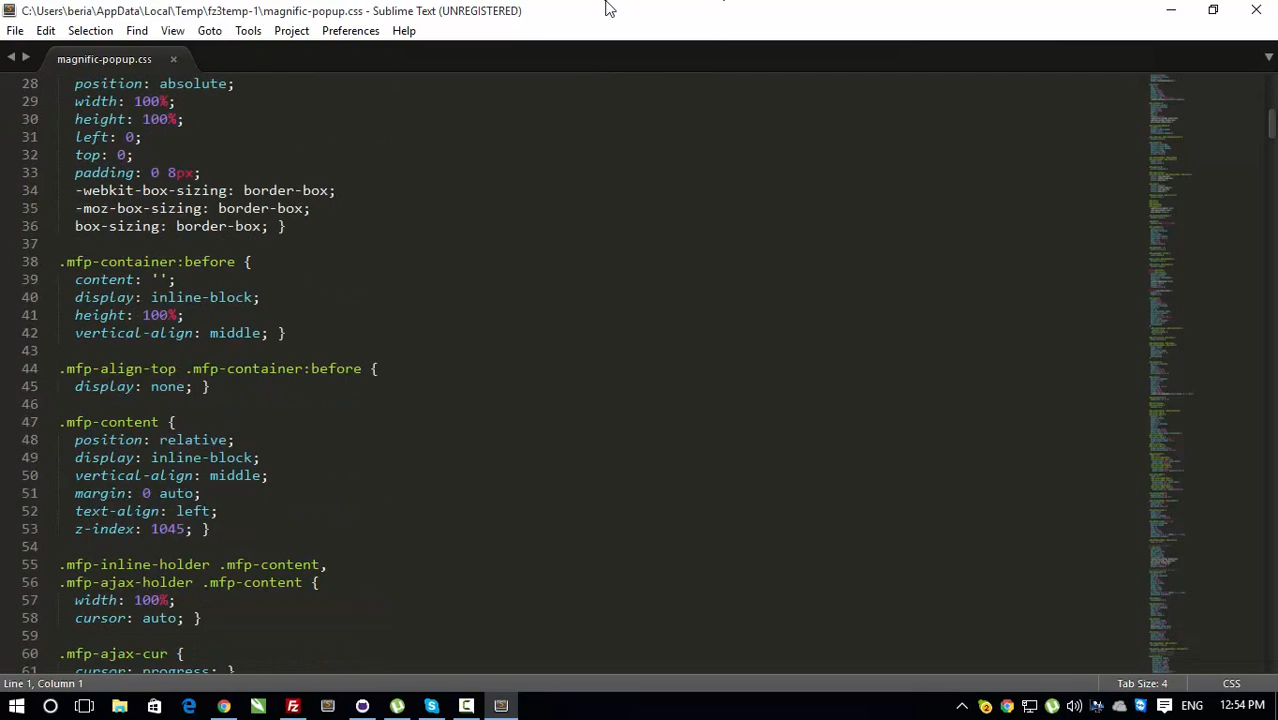 C:\Users\beria\AppData\Local\Temp\fz3temp-1\magnific-popup.css - Sublime Text (UNREGISTERED)
File Edit Selection Find View Goto Tools Project Preferences Help
magnific-popup.css ×
28 position: absolute;
29 width: 100%;
30 height: 100%;
31 left: 0;
32 top: 0;
33 padding: 0 8px;
34 -webkit-box-sizing: border-box;
35 -moz-box-sizing: border-box;
36 box-sizing: border-box; }
37
38 .mfp-container:before {
39 content: '';
40 display: inline-block;
41 height: 100%;
42 vertical-align: middle; }
43
44 .mfp-align-top .mfp-container:before {
45 display: none; }
46
47 .mfp-content {
48 position: relative;
49 display: inline-block;
50 vertical-align: middle;
51 margin: 0 auto;
52 text-align: left;
53 z-index: 1045; }
54
55 .mfp-inline-holder .mfp-content,
56 .mfp-ajax-holder .mfp-content {
57 width: 100%;
58 cursor: auto; }
59
60 .mfp-ajax-cur {
61 cursor: progress; }
Line 1, Column 1 Tab Size: 4 CSS
ENG 12:54 PM